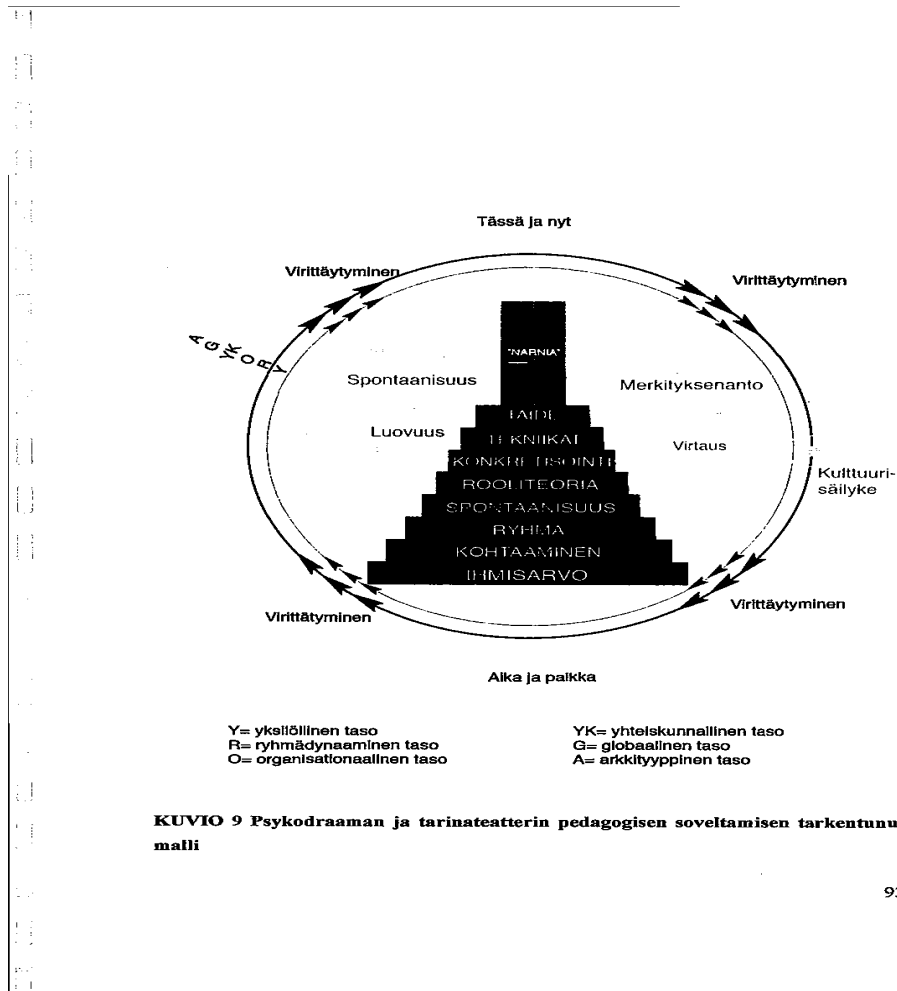 Tässä ja nyt
Virittäytyminen
Virittäytyminen
A G YK O R Y
"NARNIA"
Spontaanisuus
Merkityksenanto
TAIDE
Luovuus
TEKNIIKAT
Virtaus
KONKRETISOINTI
Kulttuuri-
säilyke
ROOLITEORIA
SPONTAANISUUS
RYHMÄ
KOHTAAMINEN
IHMISARVO
Virittätyminen
Virittäytyminen
Aika ja paikka
Y= yksilöllinen taso
R= ryhmädynaaminen taso
O= organisationaalinen taso
YK= yhteiskunnallinen taso
G= globaalinen taso
A= arkkityyppinen taso
KUVIO 9 Psykodraaman ja tarinateatterin pedagogisen soveltamisen tarkentunu
malli